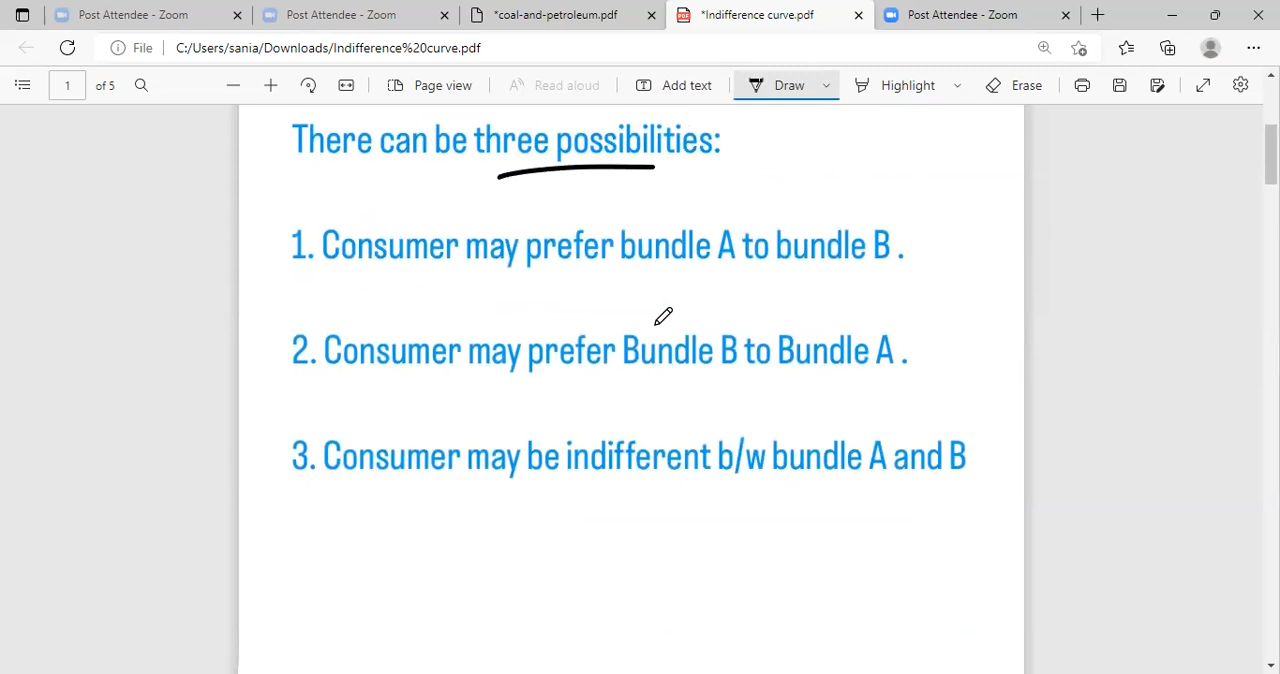 Post Attendee - Zoom
Post Attendee - Zoom
*coal-and-petroleum.pdf
PDF
*Indifference curve.pdf
Post Attendee - Zoom
File
C:/Users/sania/Downloads/Indifference%20curve.pdf
1 of 5
Page view
Read aloud
Add text
Draw
Highlight
Erase
There can be three possibilities:
1. Consumer may prefer bundle A to bundle B .
2. Consumer may prefer Bundle B to Bundle A .
3. Consumer may be indifferent b/w bundle A and B